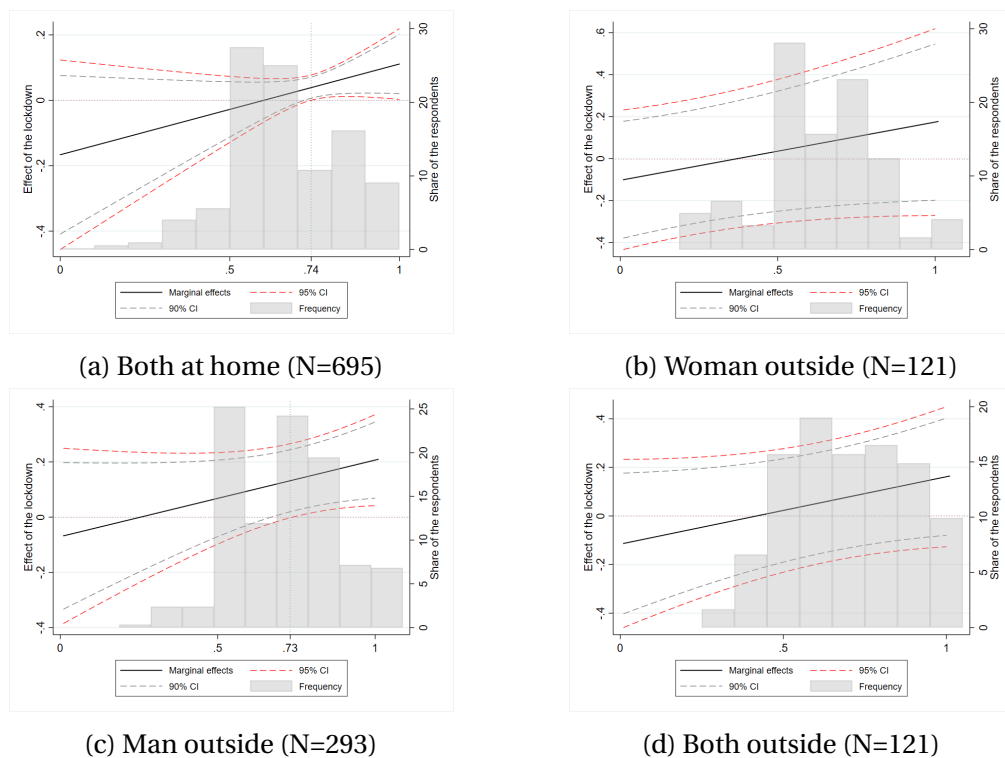 .2
0
-.2
-.4
Effect of the lockdown
30
20
10
0
Share of the respondents
0 .5 .74 1
Marginal effects 95% CI
90% CI Frequency
(a) Both at home (N=695)
.6
.4
.2
0
-.2
-.4
Effect of the lockdown
30
20
10
0
Share of the respondents
0 .5 1
Marginal effects 95% CI
90% CI Frequency
(b) Woman outside (N=121)
.4
.2
0
-.2
-.4
Effect of the lockdown
25
20
15
10
5
0
Share of the respondents
0 .5 .73 1
Marginal effects 95% CI
90% CI Frequency
(c) Man outside (N=293)
.4
.2
0
-.2
-.4
Effect of the lockdown
20
15
10
5
0
Share of the respondents
0 .5 1
Marginal effects 95% CI
90% CI Frequency
(d) Both outside (N=121)